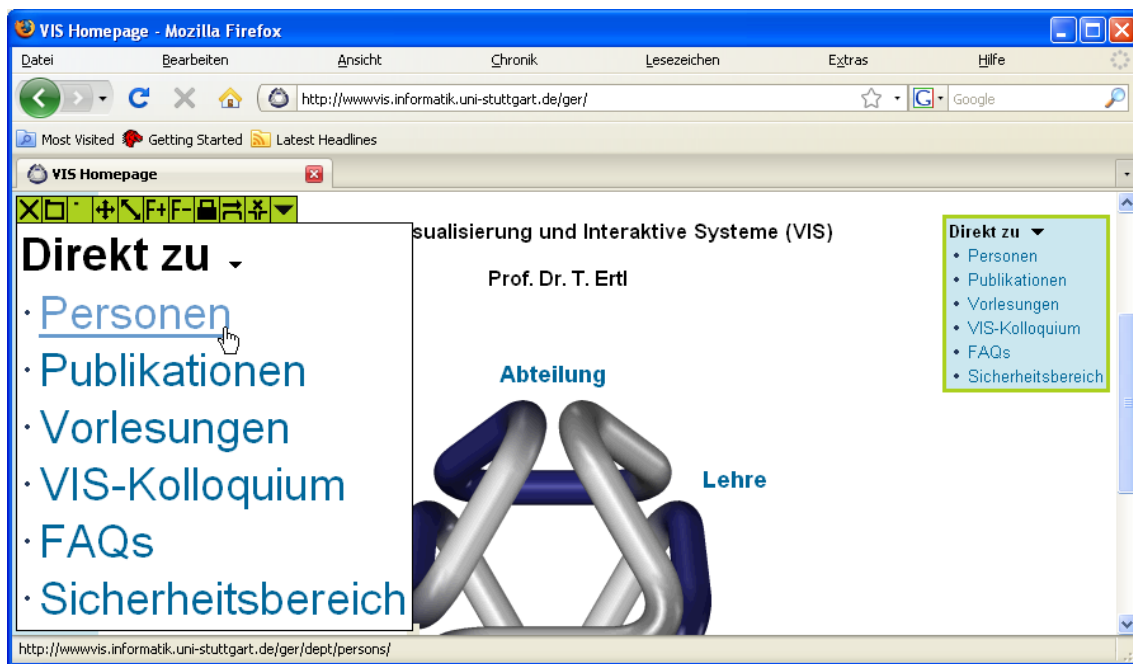 VIS Homepage - Mozilla Firefox
Datei Bearbeiten Ansicht Chronik Lesezeichen Extras Hilfe
http://wwwvis.informatik.uni-stuttgart.de/ger/ G Google
Most Visited Getting Started Latest Headlines
VIS Homepage
F+ F-
Direkt zu
Personen
Publikationen
Vorlesungen
VIS-Kolloquium
FAQs
Sicherheitsbereich
sualisierung und Interaktive Systeme (VIS)
Prof. Dr. T. Ertl
Abteilung
Lehre
Direkt zu
• Personen
• Publikationen
• Vorlesungen
• VIS-Kolloquium
• FAQs
• Sicherheitsbereich
http://wwwvis.informatik.uni-stuttgart.de/ger/dept/persons/